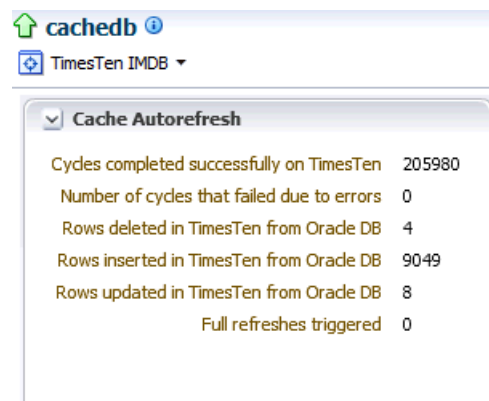 cachedb
TimesTen IMDB
Cache Autorefresh
Cycles completed successfully on TimesTen 205980
Number of cycles that failed due to errors 0
Rows deleted in TimesTen from Oracle DB 4
Rows inserted in TimesTen from Oracle DB 9049
Rows updated in TimesTen from Oracle DB 8
Full refreshes triggered 0